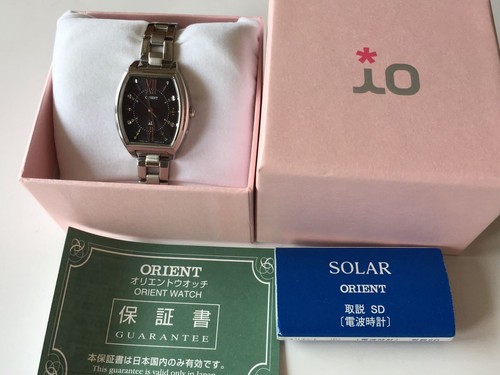 io
ORIENT
オリエントウオッチ
ORIENT WATCH
保証書
GUARANTEE
本保証書は日本国内のみ有効です。
This guarantee is valid only in Japan
SOLAR
ORIENT
取説 SD
〔電波時計〕